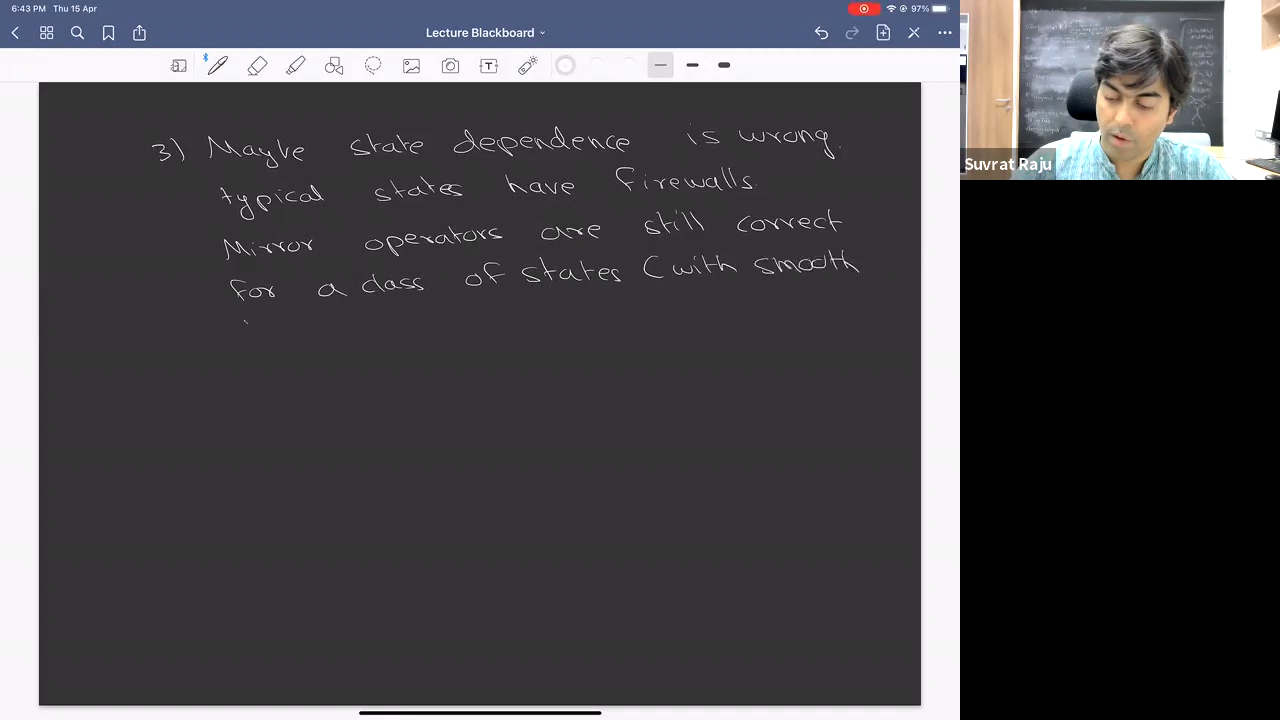 6:43 PM Thu 15 Apr
97%
Lecture Blackboard
T
Suvrat Raju
3) Maybe state dependence is wrong.
typical states have firewalls.
Mirror operators are still correct
for a class of states (with smooth